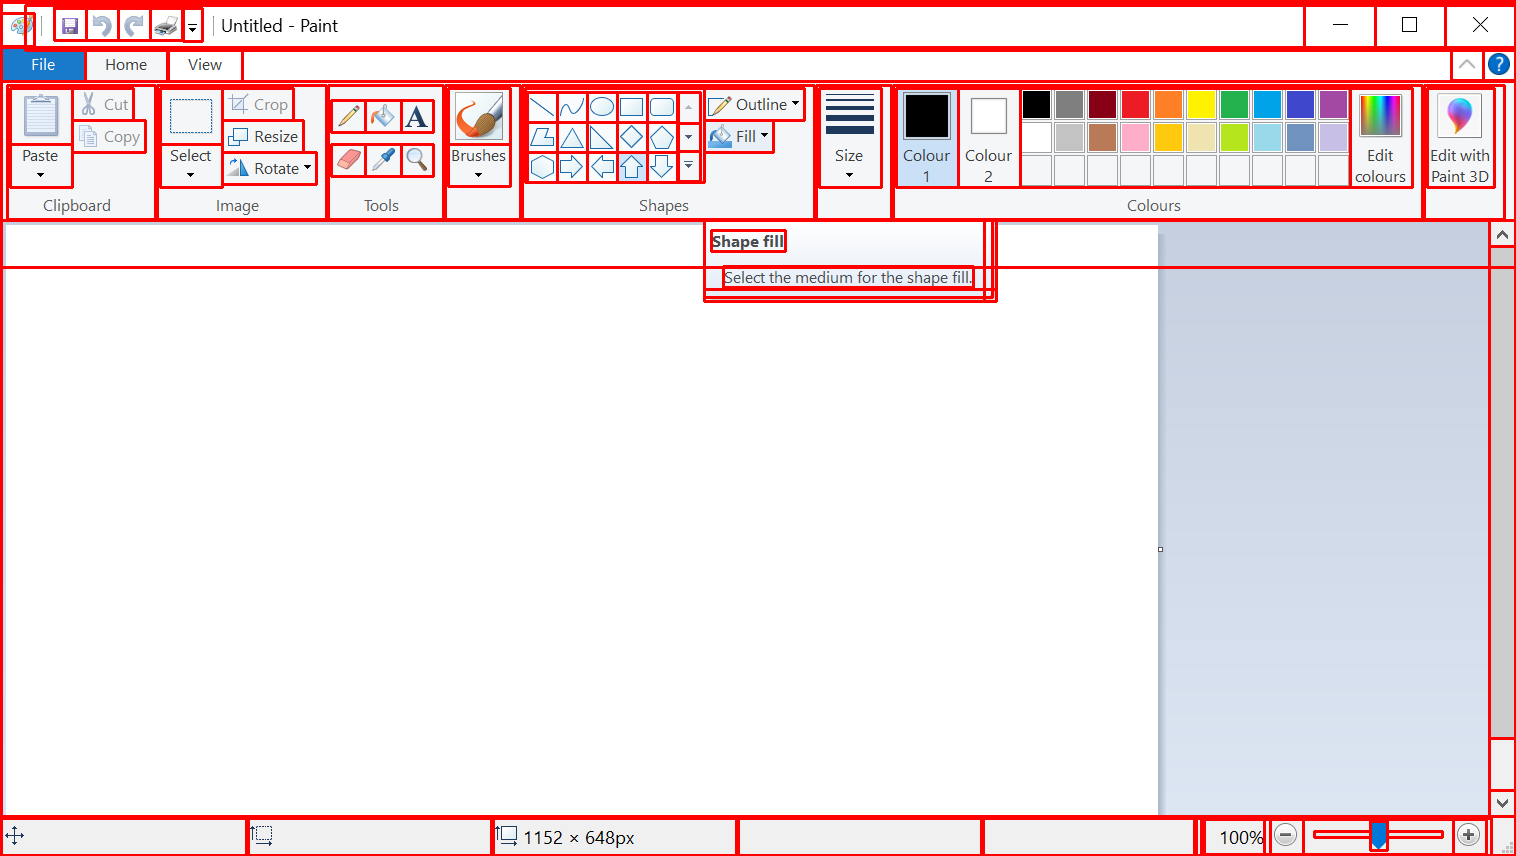 Untitled - Paint
File Home View
Paste
Cut
Copy
Clipboard
Select
Crop
Resize
Rotate
Image
A
Tools
Brushes
Outline
Fill
Shapes
Size
Colour 1
Colour 2
Edit colours
Colours
Edit with Paint 3D
?
Shape fill
Select the medium for the shape fill.
1152 × 648px
100%